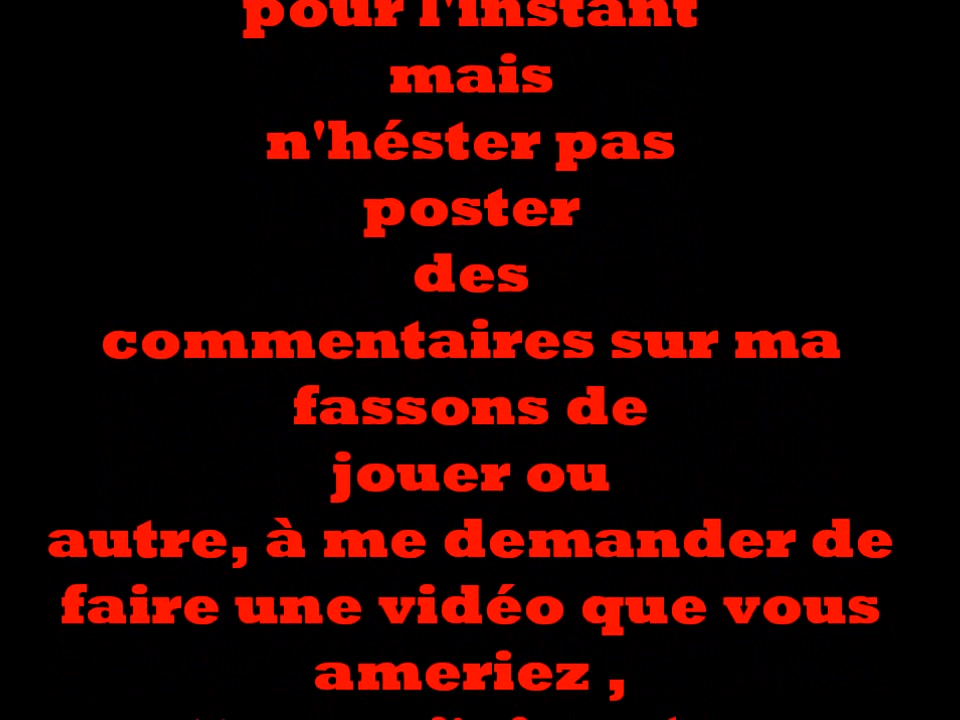 pour l'instant
mais
n'héster pas
poster
des
commentaires sur ma
fassons de
jouer ou
autre, à me demander de
faire une vidéo que vous
ameriez ,